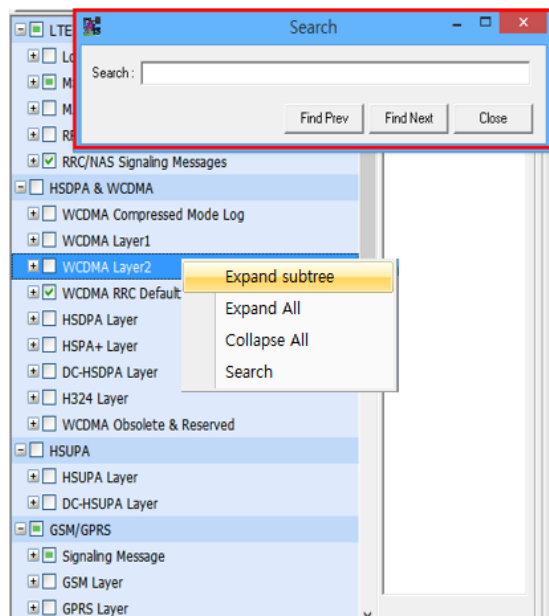 LTE
Search
Search :
Find Prev
Find Next
Close
RRC/NAS Signaling Messages
HSDPA & WCDMA
WCDMA Compressed Mode Log
WCDMA Layer1
WCDMA Layer2
Expand subtree
WCDMA RRC Default
Expand All
HSDPA Layer
HSPA+ Layer
Collapse All
DC-HSDPA Layer
Search
H324 Layer
WCDMA Obsolete & Reserved
HSUPA
HSUPA Layer
DC-HSUPA Layer
GSM/GPRS
Signaling Message
GSM Layer
GPRS Layer